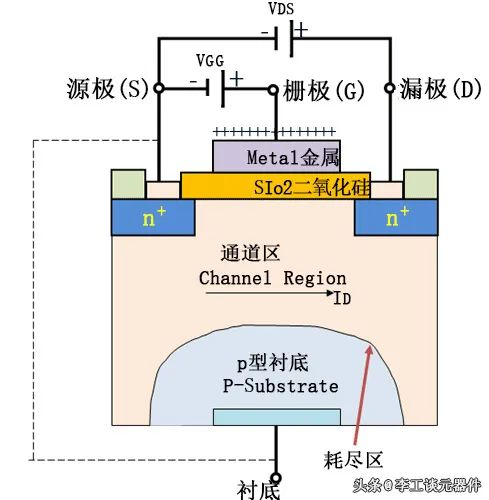 VDS
- +
VGG
- +
源极(S)
栅极(G)
漏极(D)
+++++++++++++++++
Metal金属
SIo2二氧化硅
n+
n+
通道区
Channel Region
ID
p型衬底
P-Substrate
耗尽区
衬底
头条@李工谈元器件